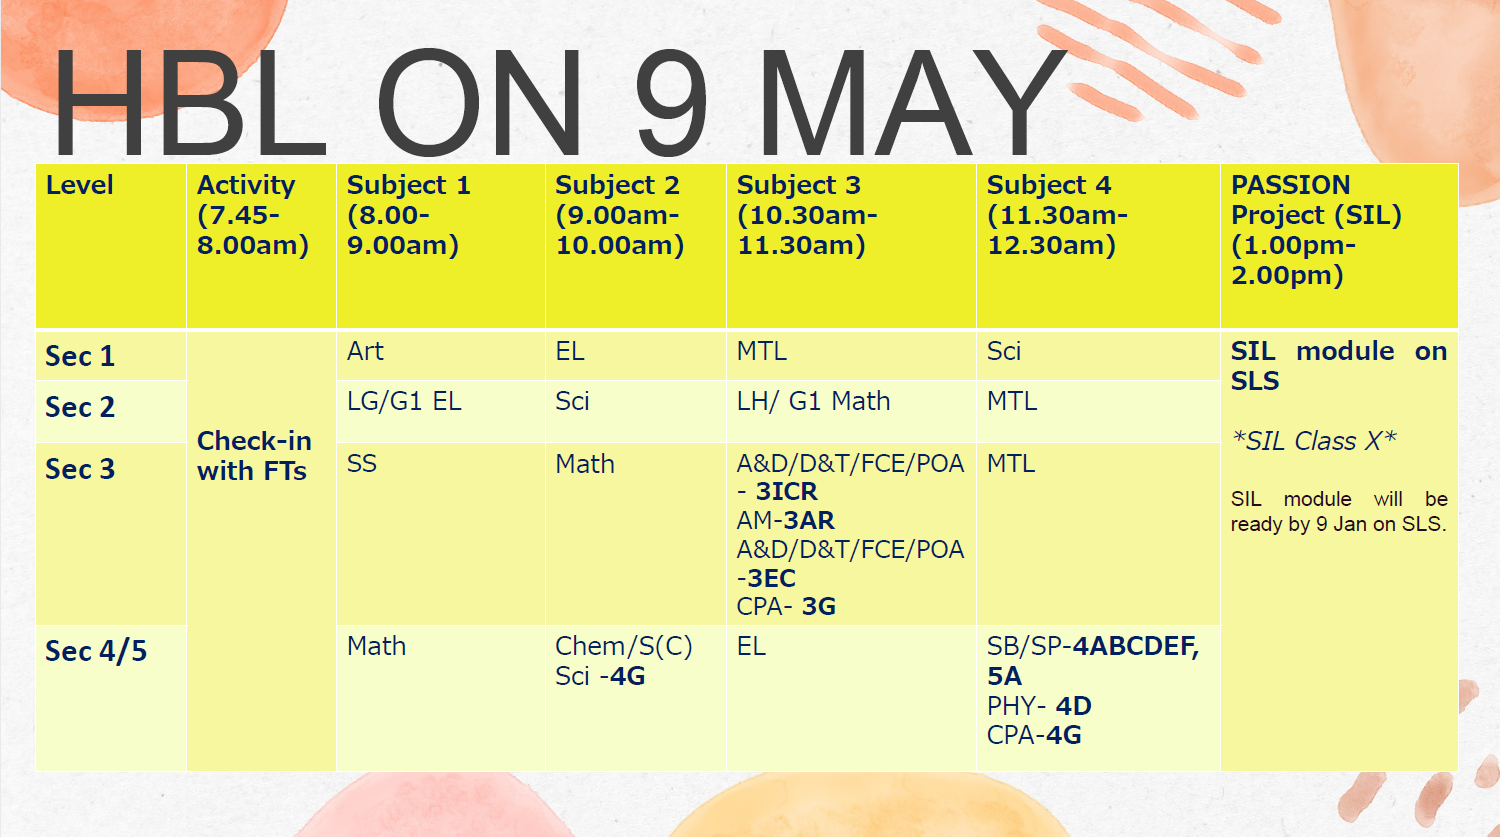 HBL ON 9 MAY
Level
Activity
(7.45-
8.00am)
Subject 1
(8.00-
9.00am)
Subject 2
(9.00am-
10.00am)
Subject 3
(10.30am-
11.30am)
Subject 4
(11.30am-
12.30am)
PASSION
Project (SIL)
(1.00pm-
2.00pm)
Sec 1
Check-in
with FTs
Art
EL
MTL
Sci
SIL module on
SLS
*SIL Class X*
SIL module will be
ready by 9 Jan on SLS.
Sec 2
LG/G1 EL
Sci
LH/ G1 Math
MTL
Sec 3
SS
Math
A&D/D&T/FCE/POA
- 3ICR
AM-3AR
A&D/D&T/FCE/POA
-3EC
CPA- 3G
MTL
Sec 4/5
Math
Chem/S(C)
Sci -4G
EL
SB/SP-4ABCDEF,
5A
PHY- 4D
CPA-4G